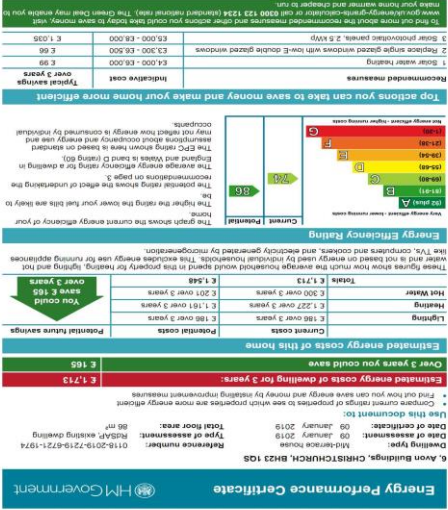 Energy Performance Certificate
HM Government
6, Avon Buildings, CHRISTCHURCH, BH23 1QS
Dwelling type: Mid-terrace house
Date of assessment: 09 January 2019
Date of certificate: 09 January 2019
Reference number: 0118-2019-7219-6721-1974
Type of assessment: RdSAP, existing dwelling
Total floor area: 86 m²
Use this document to:
• Compare current ratings of properties to see which properties are more energy efficient
• Find out how you can save energy and money by installing improvement measures
Estimated energy costs of dwelling for 3 years: £ 1,713
Over 3 years you could save £ 165
Estimated energy costs of this home
Current costs Potential costs Potential future savings
Lighting £ 186 over 3 years £ 186 over 3 years
Heating £ 1,227 over 3 years £ 1,161 over 3 years
Hot Water £ 300 over 3 years £ 201 over 3 years
Totals £ 1,713 £ 1,548
You could
save £ 165
over 3 years
These figures show how much the average household would spend in this property for heating, lighting and hot
water and is not based on energy used by individual households. This excludes energy use for running appliances
like TVs, computers and cookers, and electricity generated by microgeneration.
Energy Efficiency Rating
Current Potential
Very energy efficient - lower running costs
(92 plus) A
(81-91) B
(69-80) C
(55-68) D
(39-54) E
(21-38) F
(1-20) G
Not energy efficient - higher running costs
74
86
The graph shows the current energy efficiency of your
home.
The higher the rating the lower your fuel bills are likely to
be.
The potential rating shows the effect of undertaking the
recommendations on page 3.
The average energy efficiency rating for a dwelling in
England and Wales is band D (rating 60).
The EPC rating shown here is based on standard
assumptions about occupancy and energy use and
may not reflect how energy is consumed by individual
occupants.
Top actions you can take to save money and make your home more efficient
Recommended measures Indicative cost Typical savings
over 3 years
1 Solar water heating £4,000 - £6,000 £ 99
2 Replace single glazed windows with low-E double glazed windows £3,300 - £6,500 £ 66
3 Solar photovoltaic panels, 2.5 kWp £5,000 - £8,000 £ 1,035
To find out more about the recommended measures and other actions you could take today to save money, visit
www.gov.uk/energy-grants-calculator or call 0300 123 1234 (standard national rate). The Green Deal may enable you to
make your home warmer and cheaper to run.